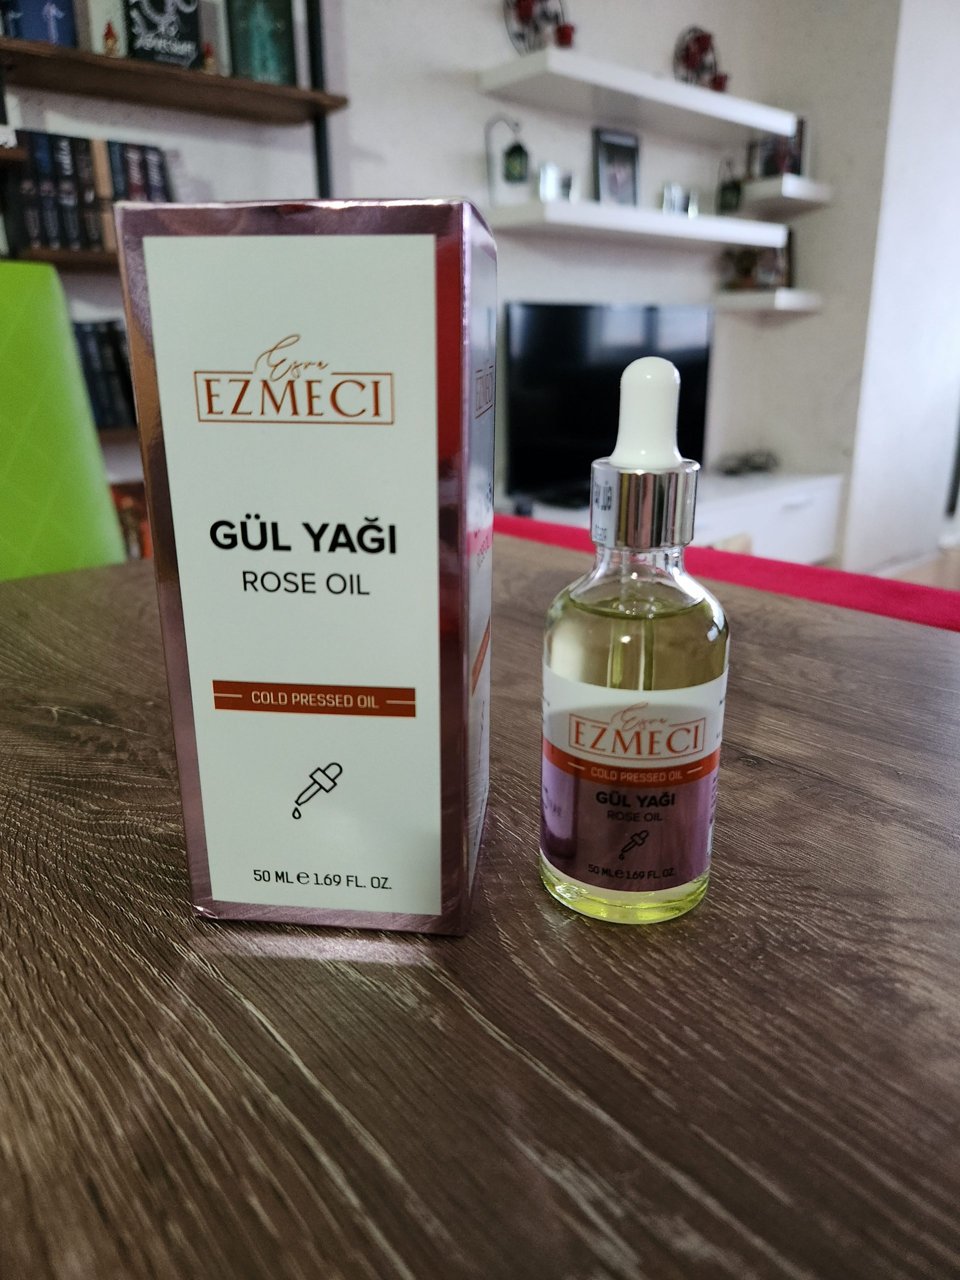 Esra
EZMECI
GÜL YAĞI
ROSE OIL
COLD PRESSED OIL
50 ML ℮ 1.69 FL. OZ.
Esra
EZMECI
COLD PRESSED OIL
GÜL YAĞI
ROSE OIL
50 ML ℮ 1.69 FL. OZ.